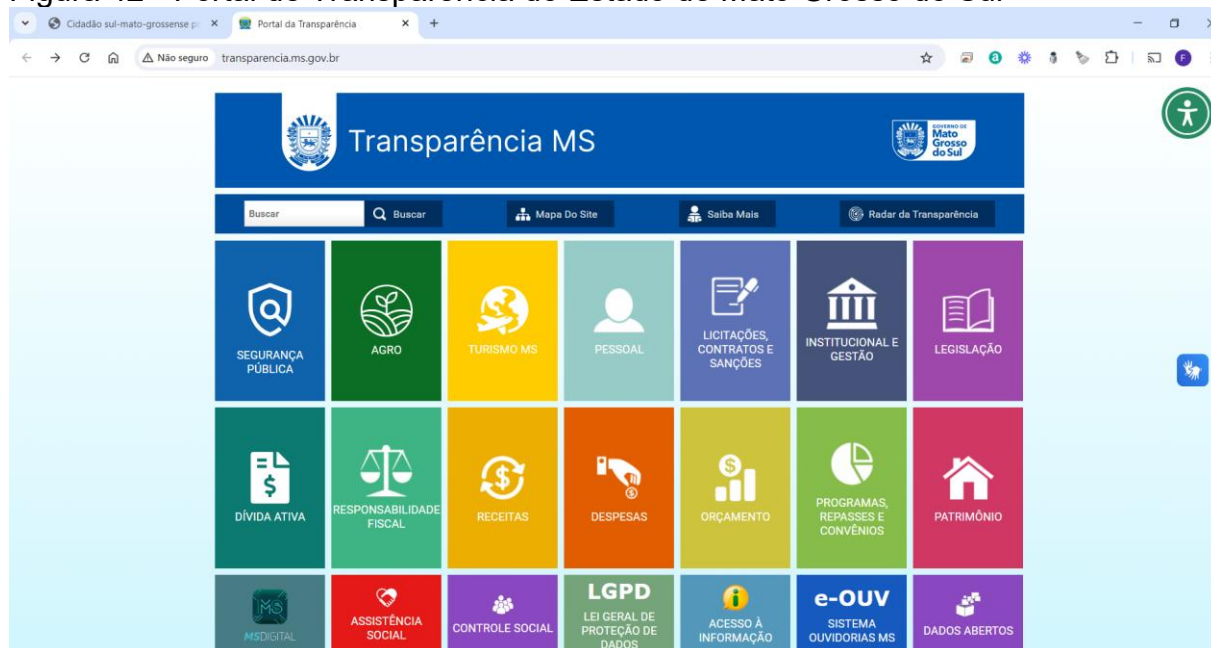 Figura 42 - Portal da Transparência do Estado de Mato Grosso do Sul
Cidadão sul-mato-grossense p
Portal da Transparência
Não seguro
transparencia.ms.gov.br
a
F
Transparência MS
GOVERNO DE
Mato
Grosso
do Sul
Buscar
Buscar
Mapa Do Site
Saiba Mais
Radar da Transparência
SEGURANÇA
PÚBLICA
AGRO
TURISMO MS
PESSOAL
LICITAÇÕES,
CONTRATOS E
SANÇÕES
INSTITUCIONAL E
GESTÃO
LEGISLAÇÃO
DÍVIDA ATIVA
RESPONSABILIDADE
FISCAL
RECEITAS
DESPESAS
ORÇAMENTO
PROGRAMAS,
REPASSES E
CONVÊNIOS
PATRIMÔNIO
MS
MSDIGITAL
ASSISTÊNCIA
SOCIAL
CONTROLE SOCIAL
LGPD
LEI GERAL DE
PROTEÇÃO DE
DADOS
ACESSO À
INFORMAÇÃO
e-OUV
SISTEMA
OUVIDORIAS MS
DADOS ABERTOS